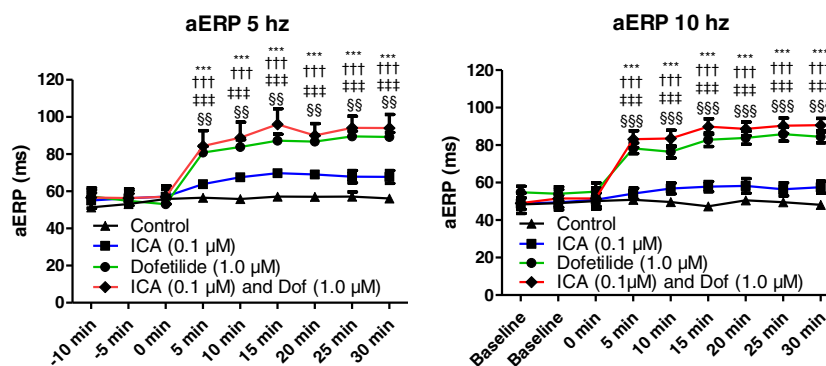 aERP 5 hz
***
***
***
***
***
***
†††
†††
†††
†††
†††
†††
‡‡‡
‡‡‡
‡‡‡
‡‡‡
‡‡‡
‡‡‡
§§
§§
§§
§§
§§
§§
120
100
80
60
40
20
0
aERP (ms)
Control
ICA (0.1 µM)
Dofetilide (1.0 µM)
ICA (0.1 µM) and Dof (1.0 µM)
-10 min
-5 min
0 min
5 min
10 min
15 min
20 min
25 min
30 min
aERP 10 hz
***
***
***
***
***
***
†††
†††
†††
†††
†††
†††
‡‡‡
‡‡‡
‡‡‡
‡‡‡
‡‡‡
‡‡‡
§§§
§§§
§§§
§§§
§§§
§§§
120
100
80
60
40
20
0
aERP (ms)
Control
ICA (0.1 µM)
Dofetilide (1.0 µM)
ICA (0.1µM) and Dof (1.0 µM)
Baseline
Baseline
0 min
5 min
10 min
15 min
20 min
25 min
30 min